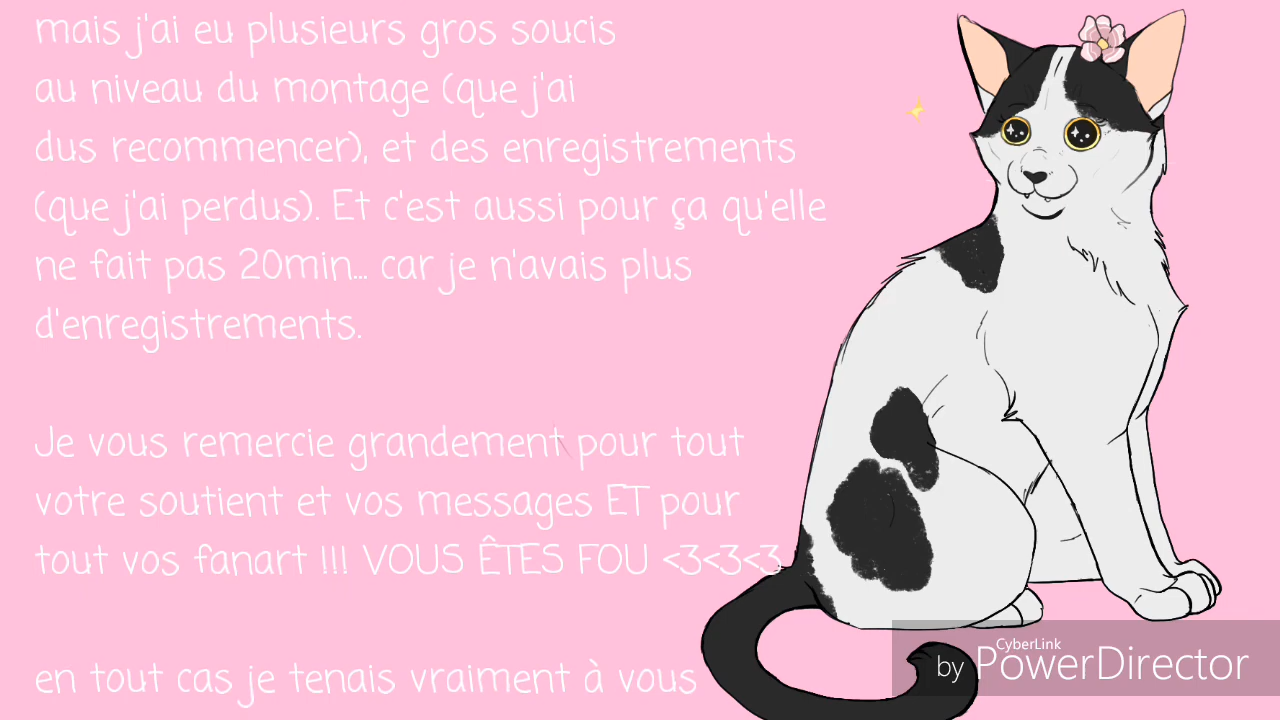 mais j'ai eu plusieurs gros soucis
au niveau du montage (que j'ai
dus recommencer), et des enregistrements
(que j'ai perdus). Et c'est aussi pour ça qu'elle
ne fait pas 20min... car je n'avais plus
d'enregistrements.
Je vous remercie grandement pour tout
votre soutient et vos messages ET pour
tout vos fanart !!! VOUS ÊTES FOU <3<3<3
en tout cas je tenais vraiment à vous
CyberLink
by PowerDirector